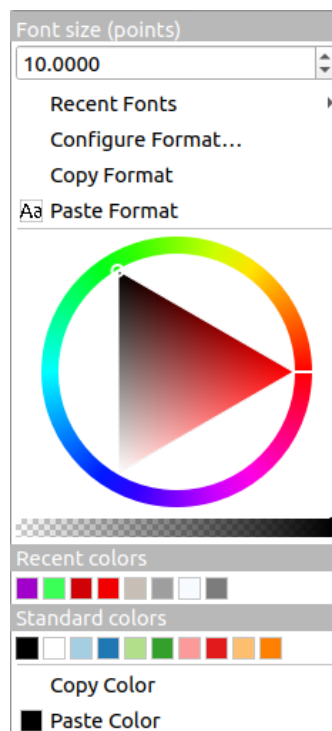 Font size (points)
10.0000
Recent Fonts
Configure Format…
Copy Format
Aa Paste Format
Recent colors
Standard colors
Copy Color
Paste Color